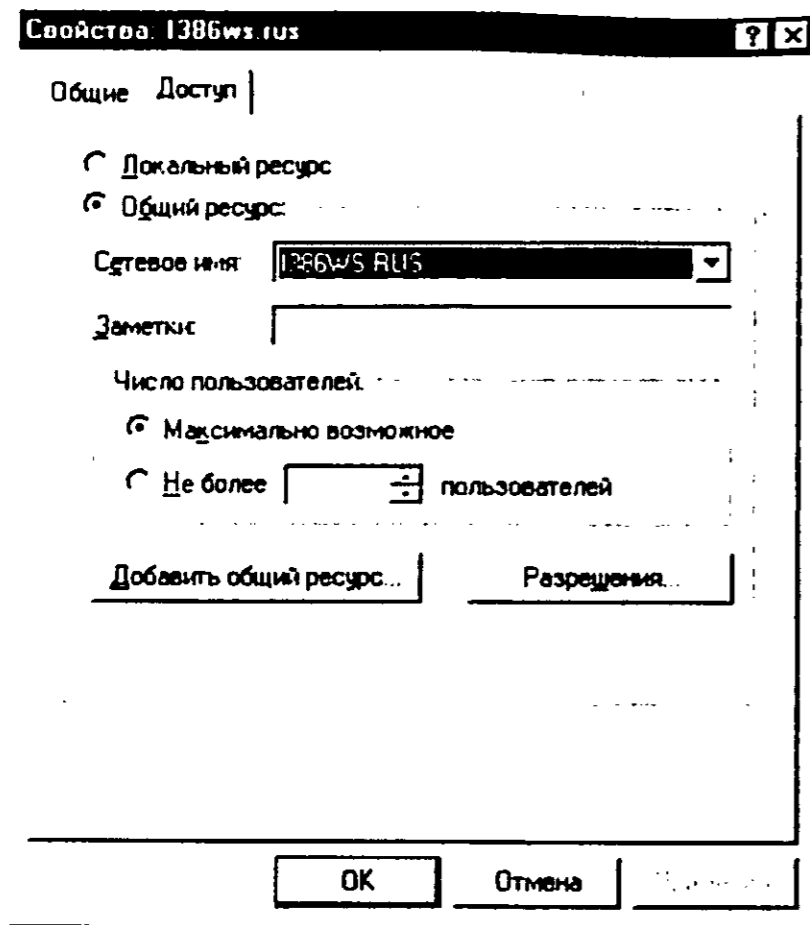 Свойства: I386ws.rus
Общие Доступ
Локальный ресурс
Общий ресурс:
Сетевое имя: I386WS.RUS
Заметки:
Число пользователей:
Максимально возможное
Не более пользователей
Добавить общий ресурс... Разрешения...
OK Отмена